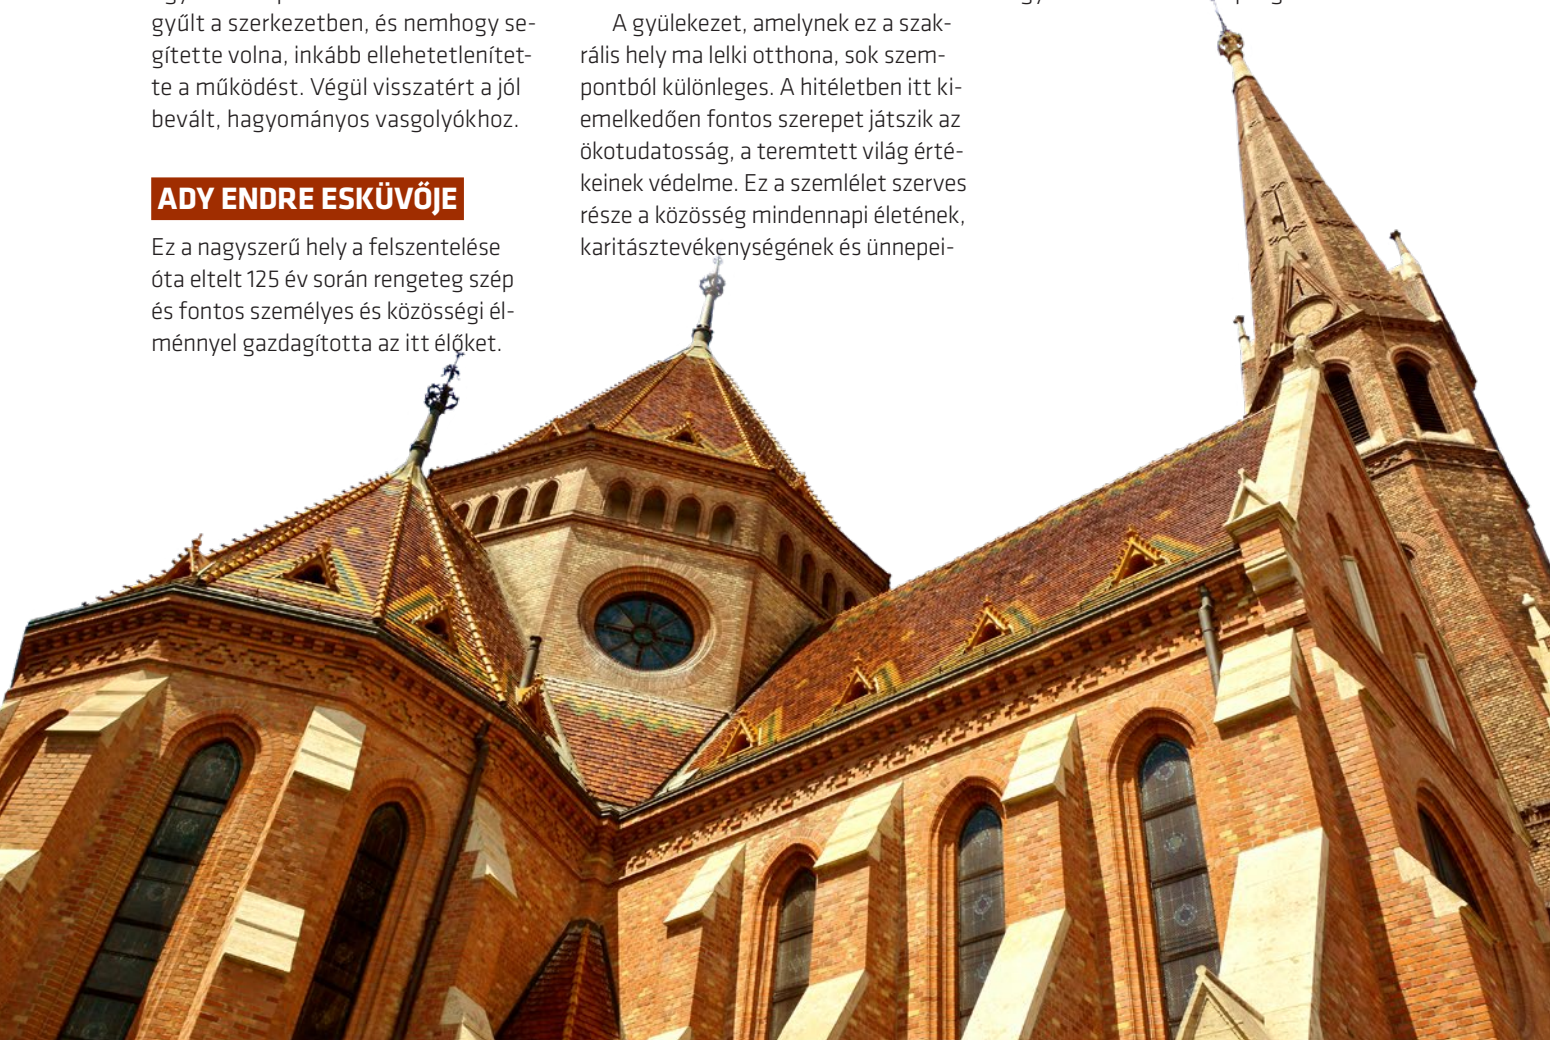 gyűlt a szerkezetben, és nemhogy se-
gítette volna, inkább ellehetetlenítet-
te a működést. Végül visszatért a jól
bevált, hagyományos vasgolyókhoz.
ADY ENDRE ESKÜVŐJE
Ez a nagyszerű hely a felszentelése
óta eltelt 125 év során rengeteg szép
és fontos személyes és közösségi él-
ménnyel gazdagította az itt élőket.
A gyülekezet, amelynek ez a szak-
rális hely ma lelki otthona, sok szem-
pontból különleges. A hitéletben itt ki-
emelkedően fontos szerepet játszik az
ökotudatosság, a teremtett világ érté-
keinek védelme. Ez a szemlélet szerves
része a közösség mindennapi életének,
karitásztevékenységének és ünnepei-